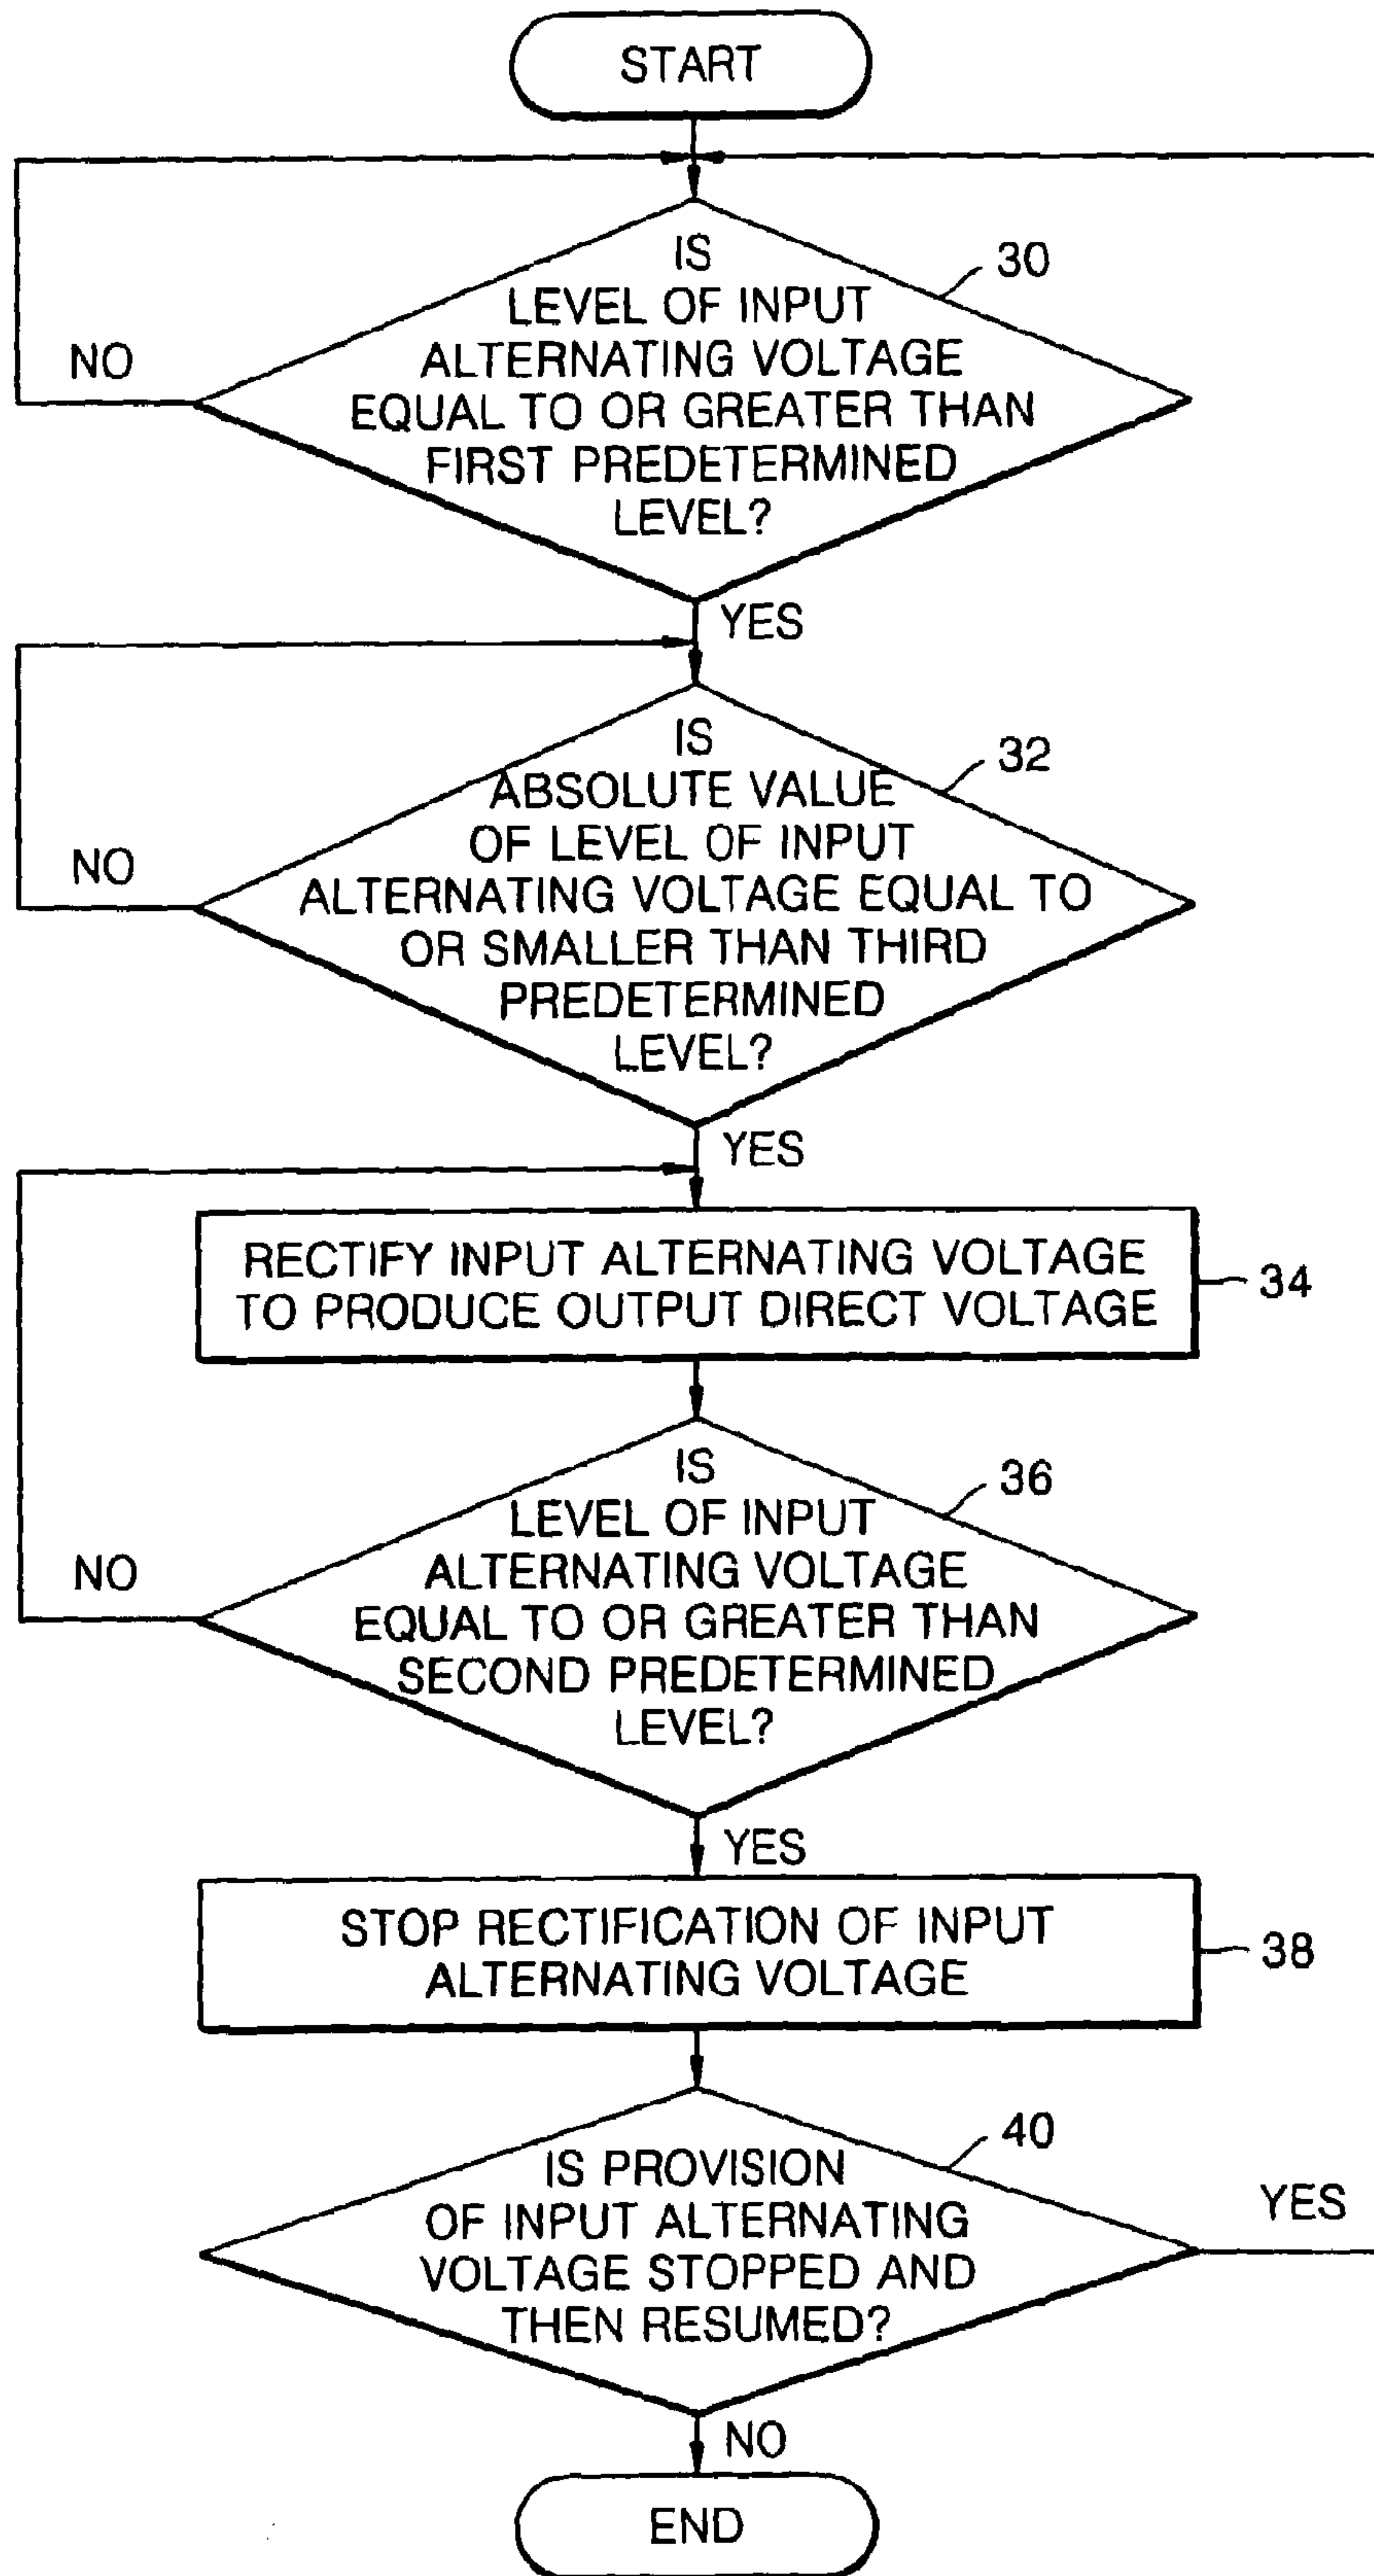 START
IS
30
LEVEL OF INPUT
ALTERNATING VOLTAGE
NO
EQUAL TO OR GREATER THAN
FIRST PREDETERMINED
LEVEL?
YES
IS
32
ABSOLUTE VALUE
OF LEVEL OF INPUT
NO
ALTERNATING VOLTAGE EQUAL TO
OR SMALLER THAN THIRD
PREDETERMINED
LEVEL?
YES
RECTIFY INPUT ALTERNATING VOLTAGE
TO PRODUCE OUTPUT DIRECT VOLTAGE
34
IS
36
LEVEL OF INPUT
ALTERNATING VOLTAGE
NO
EQUAL TO OR GREATER THAN
SECOND PREDETERMINED
LEVEL?
YES
STOP RECTIFICATION OF INPUT
ALTERNATING VOLTAGE
38
40
IS PROVISION
OF INPUT ALTERNATING
VOLTAGE STOPPED AND
THEN RESUMED?
YES
NO
END